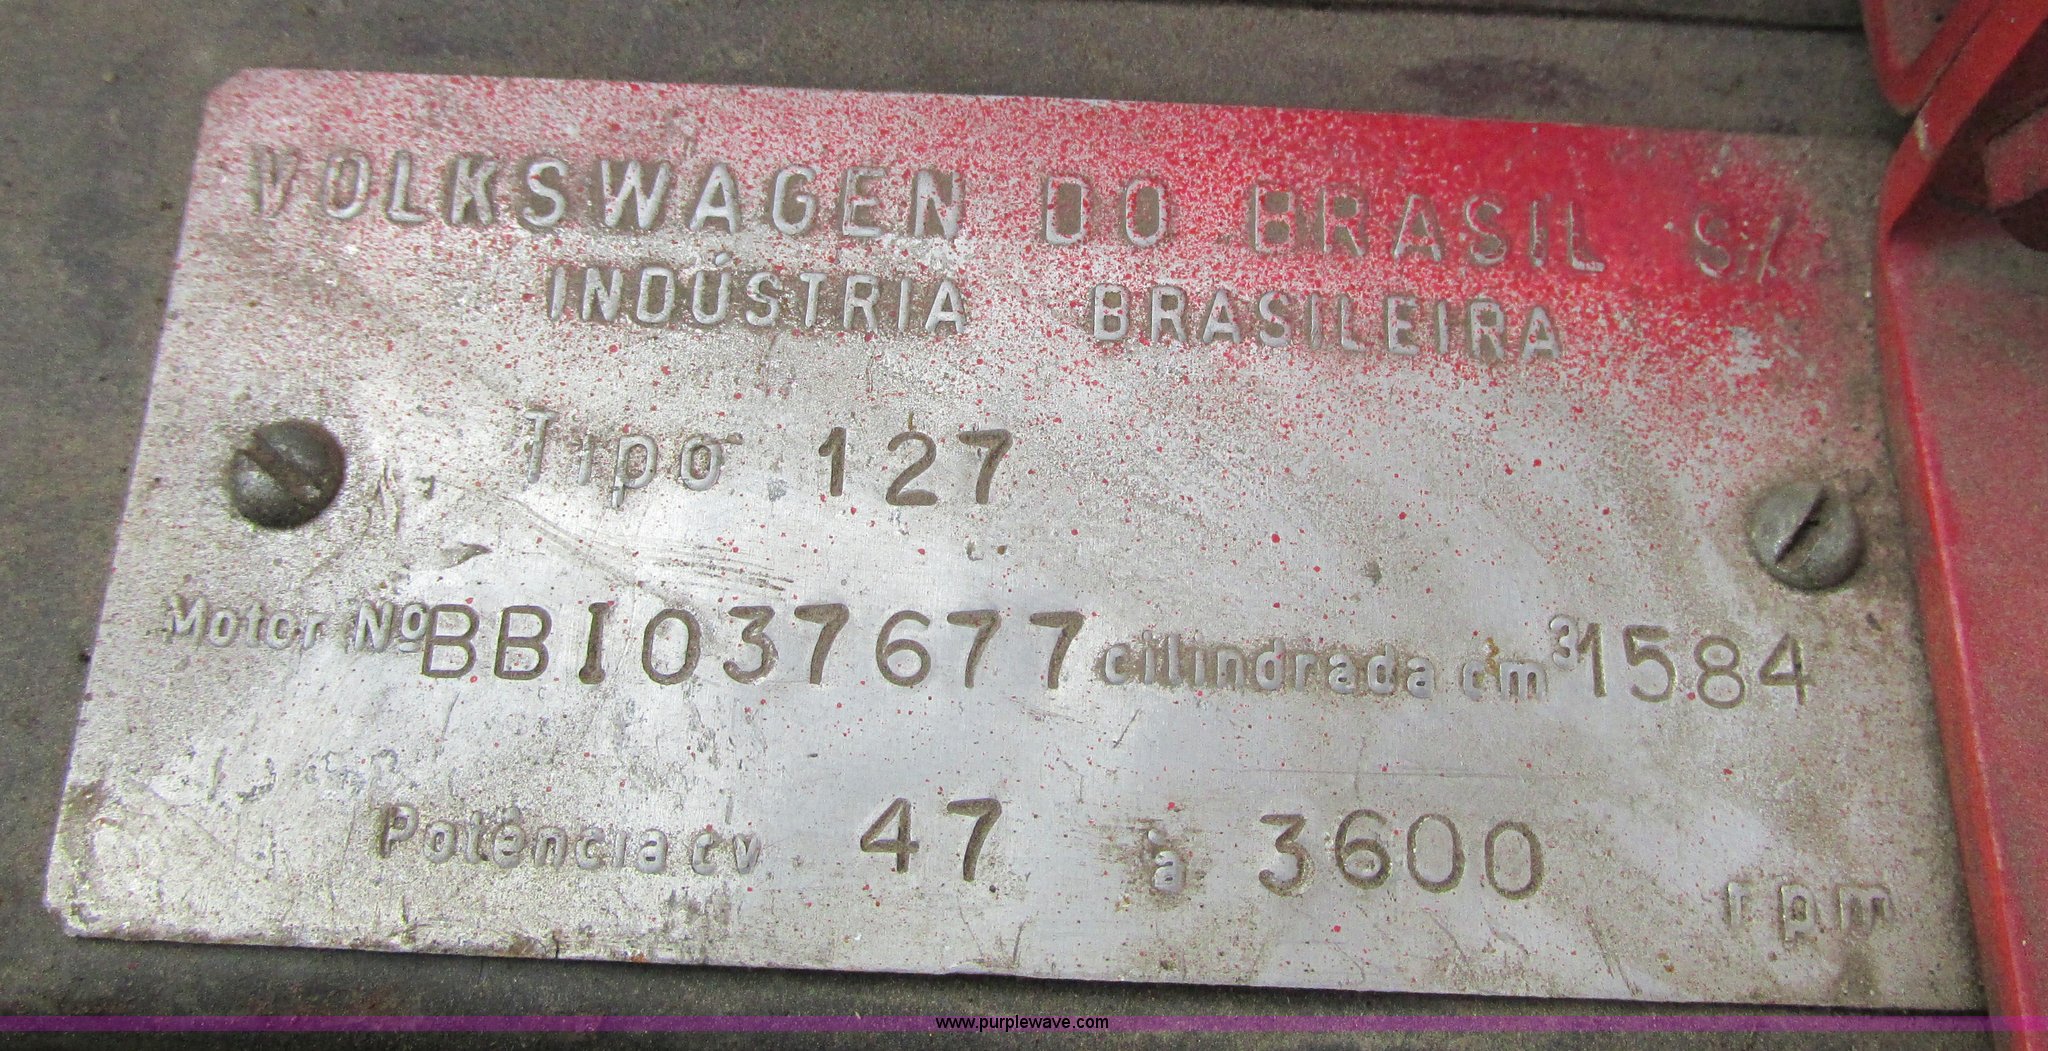 VOLKSWAGEN DO BRASIL S/A
INDÚSTRIA BRASILEIRA
Tipo 127
Motor Nº BBI037677 cilindrada cm³ 1584
Potência cv 47 à 3600 rpm
www.purplewave.com